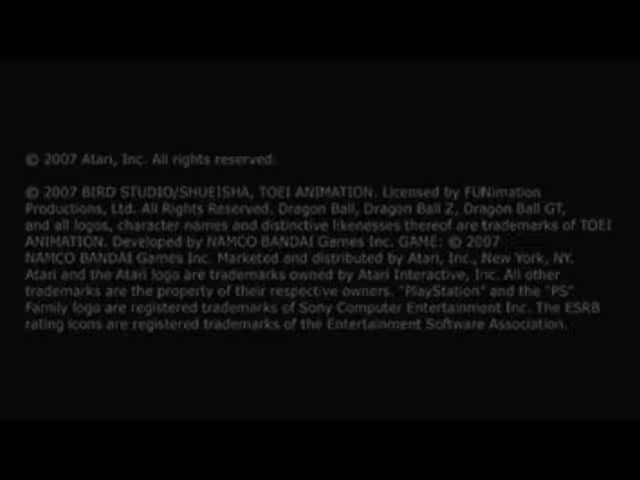 © 2007 Atari, Inc. All rights reserved.
© 2007 BIRD STUDIO/SHUEISHA, TOEI ANIMATION. Licensed by FUNimation
Productions, Ltd. All Rights Reserved. Dragon Ball, Dragon Ball Z, Dragon Ball GT,
and all logos, character names and distinctive likenesses thereof are trademarks of TOEI
ANIMATION. Developed by NAMCO BANDAI Games Inc. GAME: © 2007
NAMCO BANDAI Games Inc. Marketed and distributed by Atari, Inc., New York, NY.
Atari and the Atari logo are trademarks owned by Atari Interactive, Inc. All other
trademarks are the property of their respective owners. "PlayStation" and the "PS"
Family logo are registered trademarks of Sony Computer Entertainment Inc. The ESRB
rating icons are registered trademarks of the Entertainment Software Association.